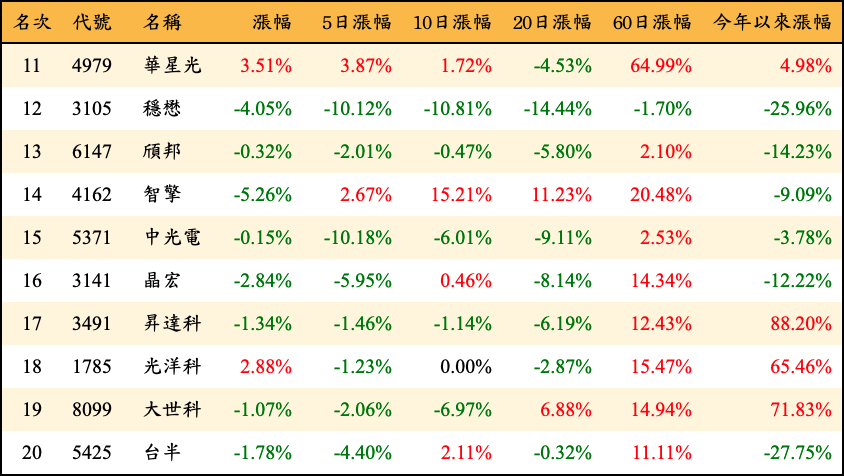 名次 代號 名稱 漲幅 5日漲幅 10日漲幅 20日漲幅 60日漲幅 今年以來漲幅
11 4979 華星光 3.51% 3.87% 1.72% -4.53% 64.99% 4.98%
12 3105 穩懋 -4.05% -10.12% -10.81% -14.44% -1.70% -25.96%
13 6147 頎邦 -0.32% -2.01% -0.47% -5.80% 2.10% -14.23%
14 4162 智擎 -5.26% 2.67% 15.21% 11.23% 20.48% -9.09%
15 5371 中光電 -0.15% -10.18% -6.01% -9.11% 2.53% -3.78%
16 3141 晶宏 -2.84% -5.95% 0.46% -8.14% 14.34% -12.22%
17 3491 昇達科 -1.34% -1.46% -1.14% -6.19% 12.43% 88.20%
18 1785 光洋科 2.88% -1.23% 0.00% -2.87% 15.47% 65.46%
19 8099 大世科 -1.07% -2.06% -6.97% 6.88% 14.94% 71.83%
20 5425 台半 -1.78% -4.40% 2.11% -0.32% 11.11% -27.75%